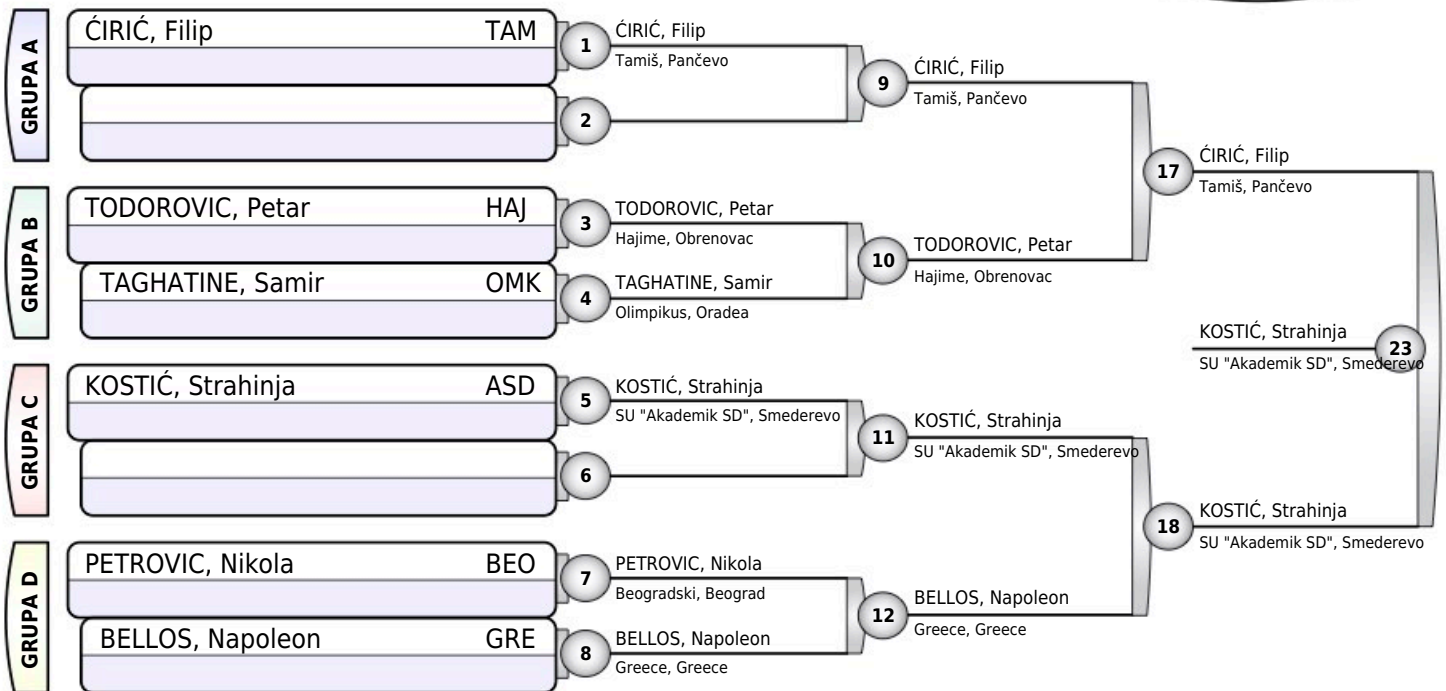 GRUPA A
ĆIRIĆ, Filip TAM
1
ĆIRIĆ, Filip
Tamiš, Pančevo
2
9
ĆIRIĆ, Filip
Tamiš, Pančevo
GRUPA B
TODOROVIC, Petar HAJ
TAGHATINE, Samir OMK
3
TODOROVIC, Petar
Hajime, Obrenovac
4
TAGHATINE, Samir
Olimpikus, Oradea
10
TODOROVIC, Petar
Hajime, Obrenovac
17
ĆIRIĆ, Filip
Tamiš, Pančevo
GRUPA C
KOSTIĆ, Strahinja ASD
5
KOSTIĆ, Strahinja
SU "Akademik SD", Smederevo
6
11
KOSTIĆ, Strahinja
SU "Akademik SD", Smederevo
GRUPA D
PETROVIC, Nikola BEO
BELLOS, Napoleon GRE
7
PETROVIC, Nikola
Beogradski, Beograd
8
BELLOS, Napoleon
Greece, Greece
12
BELLOS, Napoleon
Greece, Greece
18
KOSTIĆ, Strahinja
SU "Akademik SD", Smederevo
23
KOSTIĆ, Strahinja
SU "Akademik SD", Smederevo